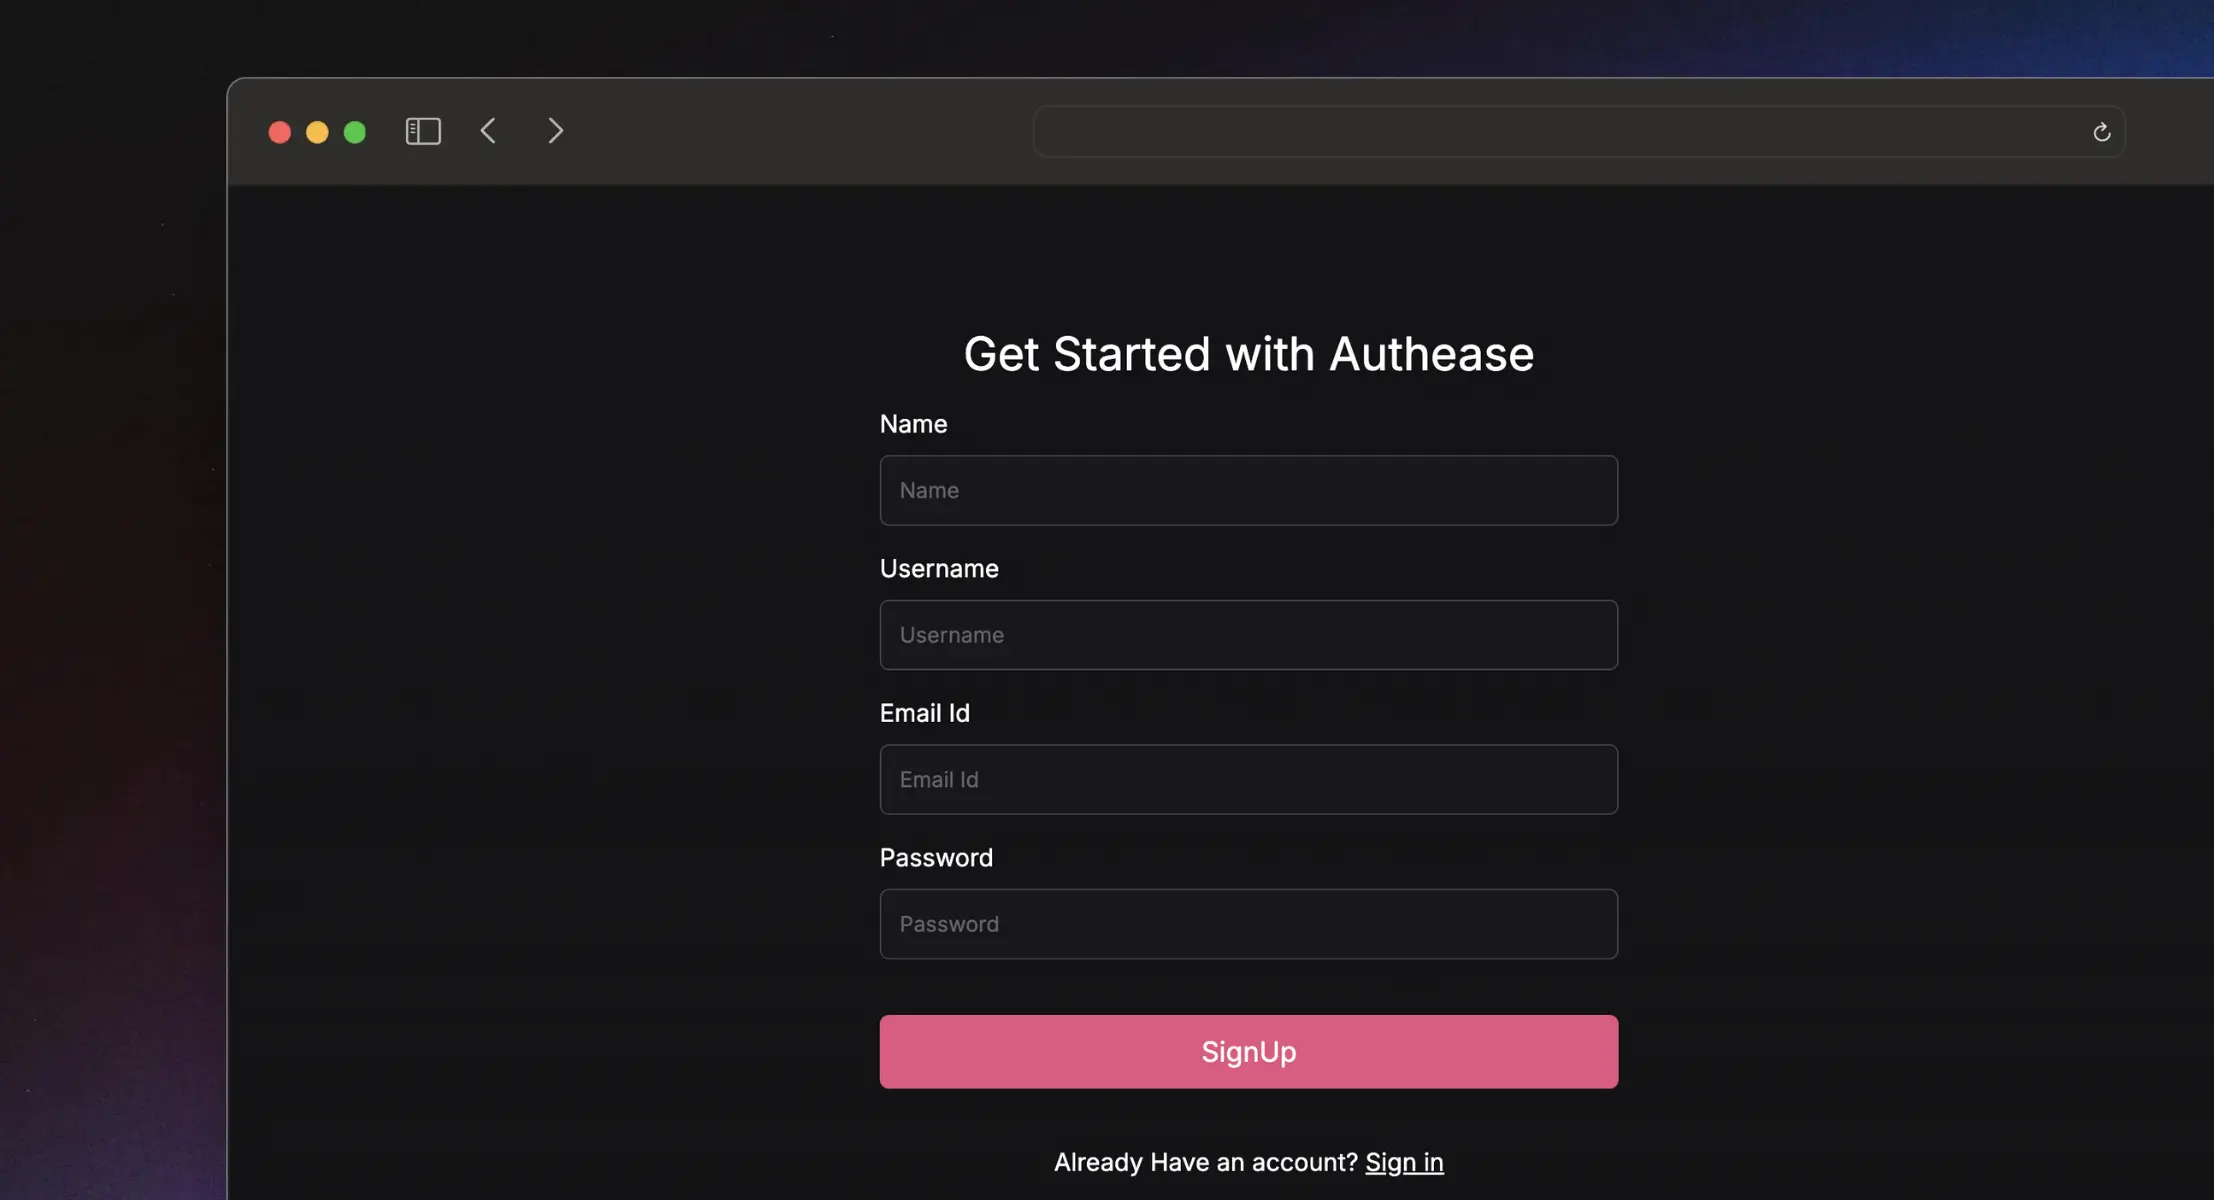 Get Started with Authease
Name
Name
Username
Username
Email Id
Email Id
Password
Password
SignUp
Already Have an account? Sign in